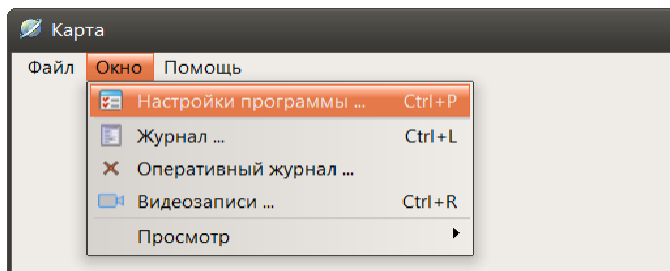 Карта
Файл Окно Помощь
Настройки программы ... Ctrl+P
Журнал ... Ctrl+L
Оперативный журнал ...
Видеозаписи ... Ctrl+R
Просмотр